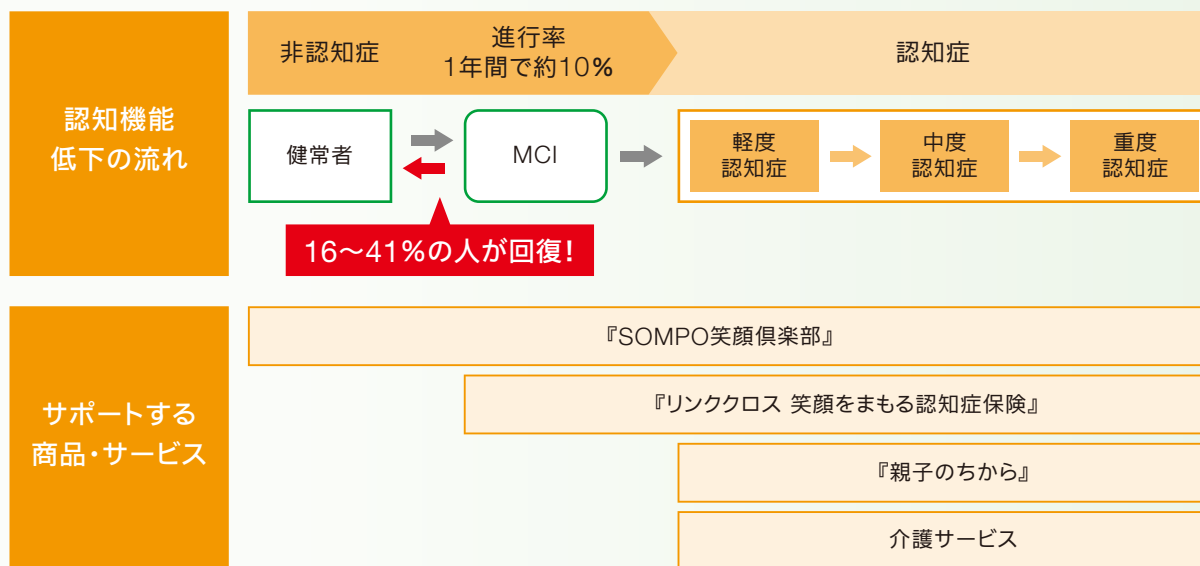 認知機能
低下の流れ
非認知症
進行率
1年間で約10%
認知症
健常者
MCI
軽度
認知症
中度
認知症
重度
認知症
16〜41%の人が回復！
サポートする
商品・サービス
『SOMPO笑顔倶楽部』
『リンククロス 笑顔をまもる認知症保険』
『親子のちから』
介護サービス